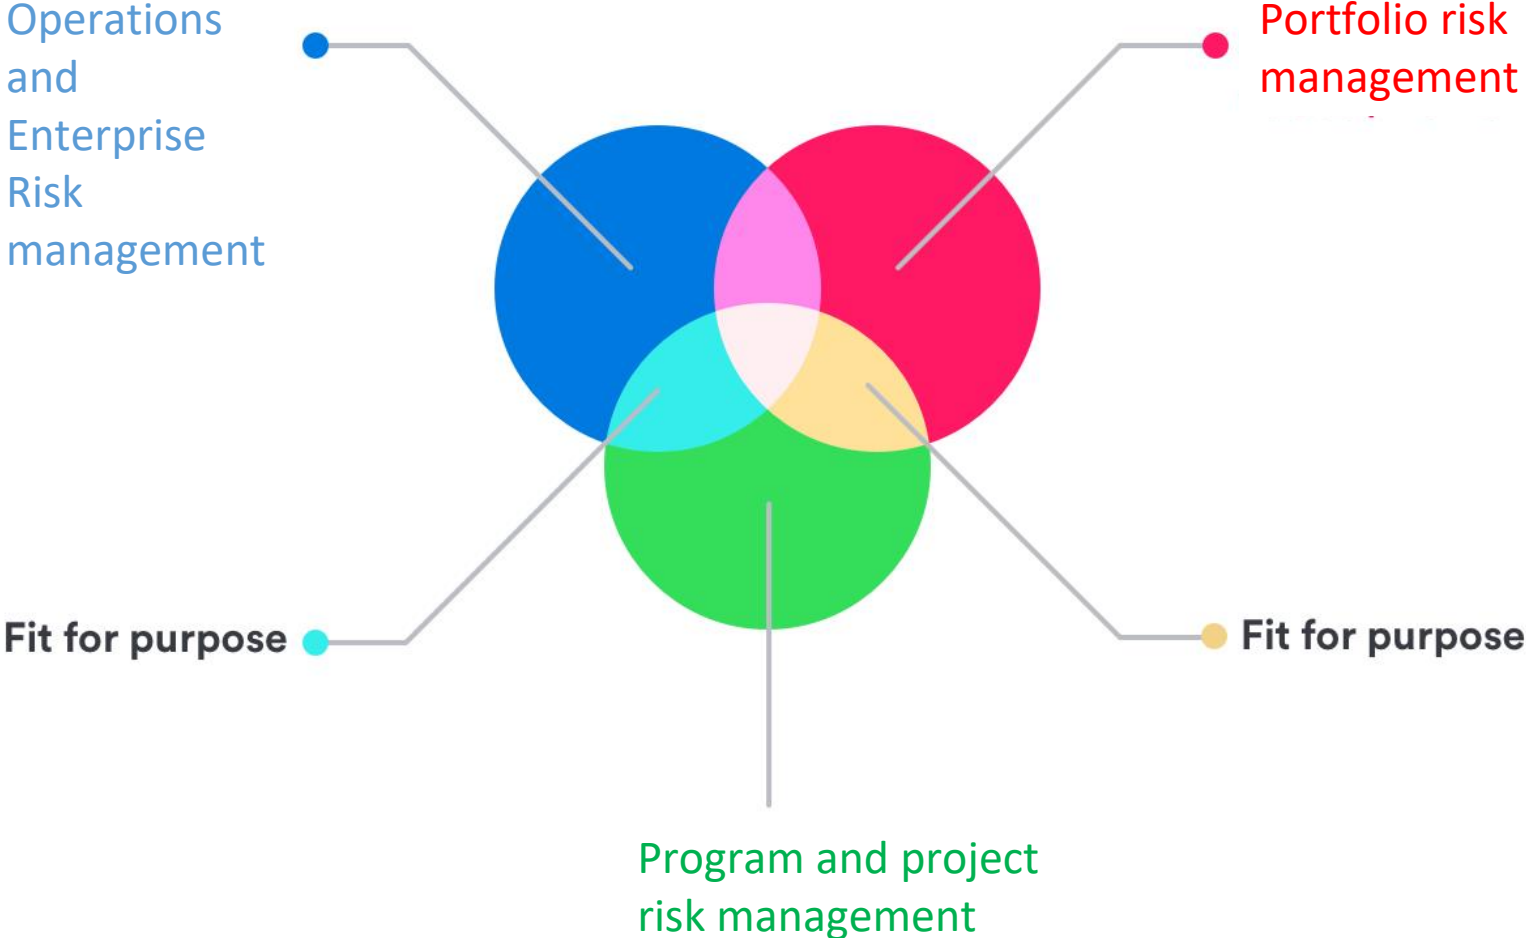 Operations
and
Enterprise
Risk
management
Portfolio risk
management
Fit for purpose
Fit for purpose
Program and project
risk management